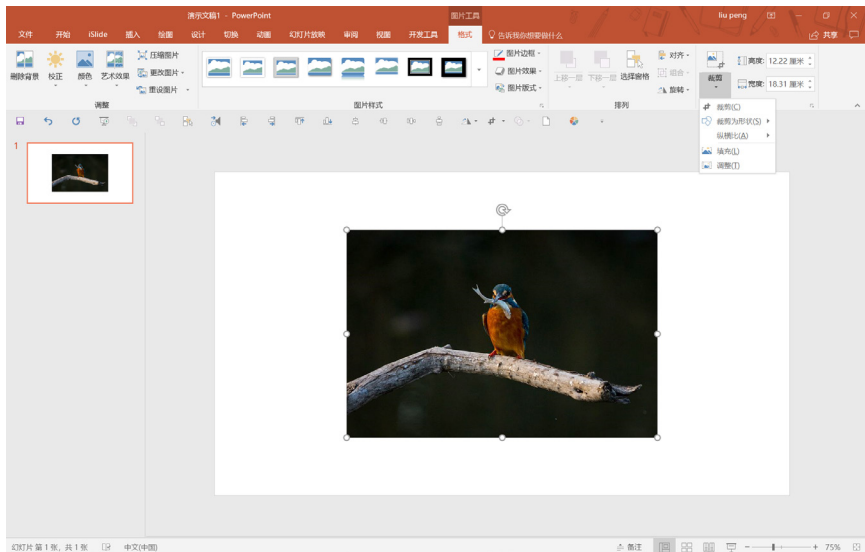 演示文稿1 - PowerPoint
图片工具
liu peng
文件 开始 iSlide 插入 绘图 设计 切换 动画 幻灯片放映 审阅 视图 开发工具 格式 告诉我你想要做什么
共享
删除背景 校正 颜色 艺术效果
压缩图片
更改图片
重设图片
图片边框
图片效果
图片版式
上移一层 下移一层 选择窗格
对齐
组合
旋转
裁剪
高度: 12.22 厘米
宽度: 18.31 厘米
调整 图片样式 排列
裁剪(C)
裁剪为形状(S)
纵横比(A)
填充(L)
调整(T)
1
幻灯片 第 1 张，共 1 张 中文(中国) 备注 75%